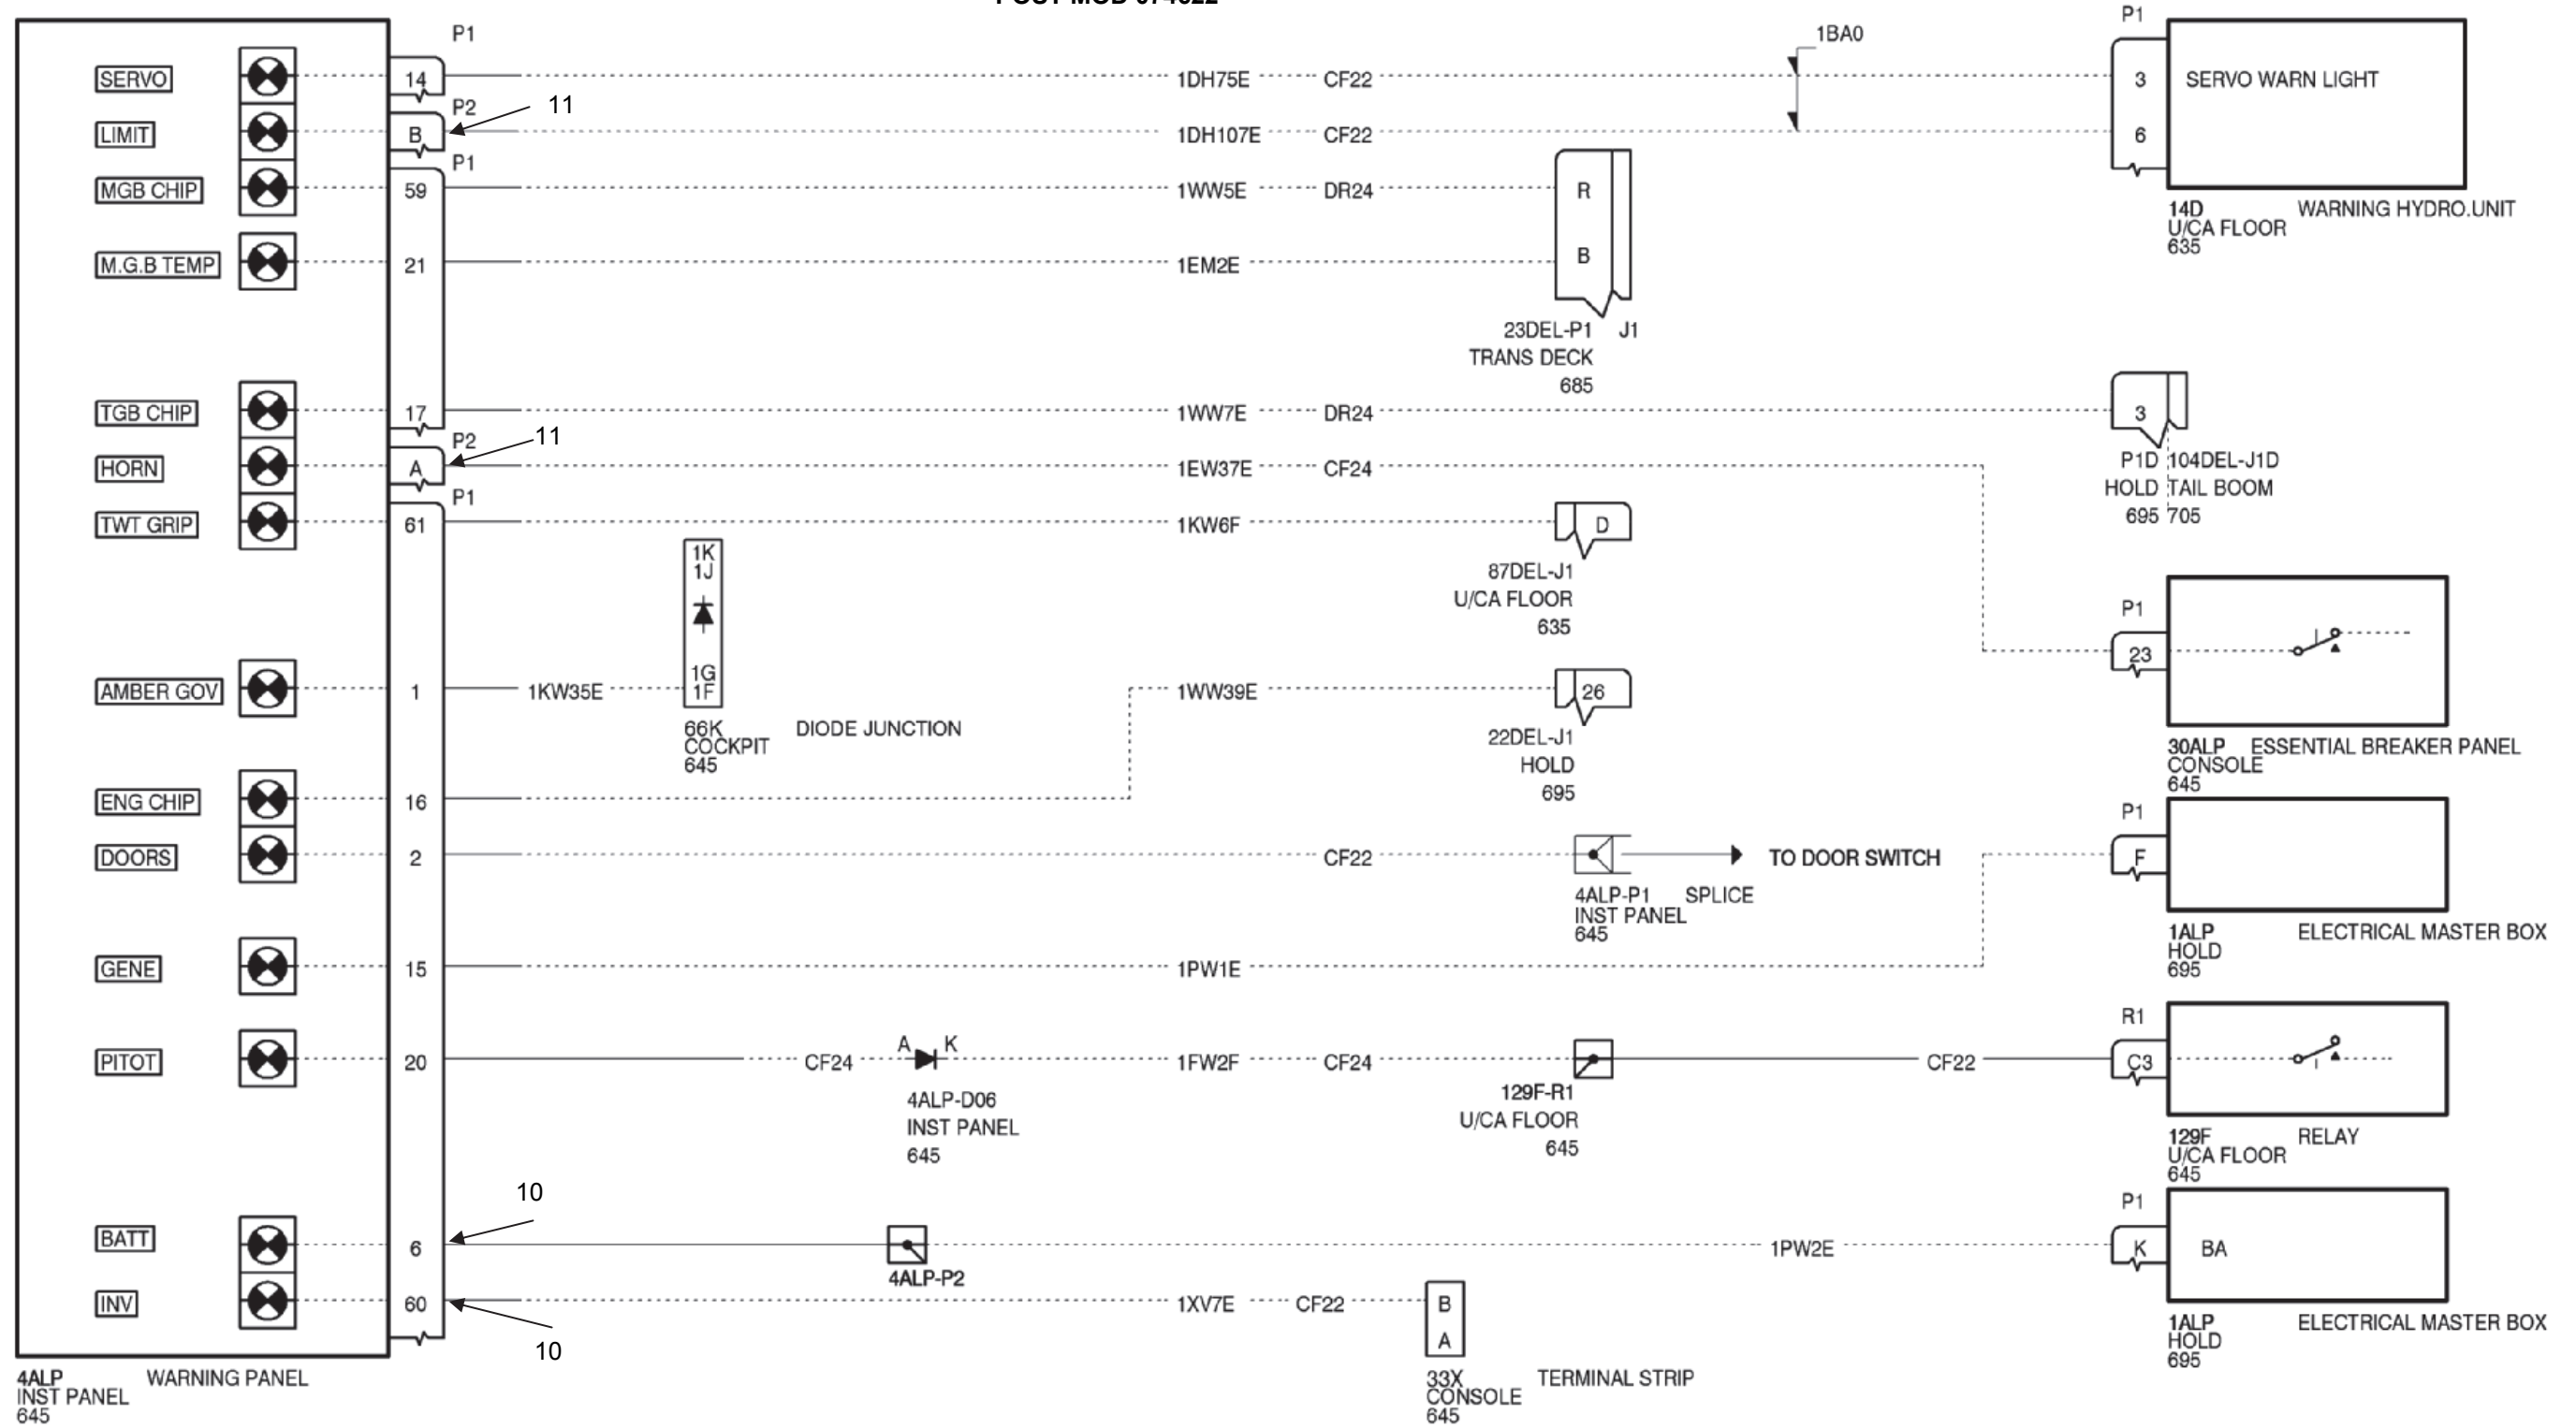 P1
1BA0
P1
SERVO 14 1DH75E CF22 3 SERVO WARN LIGHT
P2 11
LIMIT B 1DH107E CF22 6
P1
MGB CHIP 59 1WW5E DR24 R
14D WARNING HYDRO.UNIT
U/CA FLOOR
635
M.G.B TEMP 21 1EM2E B
23DEL-P1 J1
TRANS DECK
685
TGB CHIP 17 1WW7E DR24 3
P2 11
HORN A 1EW37E CF24
P1D 104DEL-J1D
HOLD TAIL BOOM
695 705
P1
TWT GRIP 61 1KW6F D
1K
1J
87DEL-J1
U/CA FLOOR
635
P1
23
1G
AMBER GOV 1 1KW35E 1F 1WW39E 26
66K DIODE JUNCTION
COCKPIT
645
22DEL-J1
HOLD
695
30ALP ESSENTIAL BREAKER PANEL
CONSOLE
645
ENG CHIP 16
P1
DOORS 2 CF22 TO DOOR SWITCH F
4ALP-P1 SPLICE
INST PANEL
645
1ALP ELECTRICAL MASTER BOX
HOLD
695
GENE 15 1PW1E
R1
A K
PITOT 20 CF24 1FW2F CF24 CF22 C3
4ALP-D06
INST PANEL
645
129F-R1
U/CA FLOOR
645
129F RELAY
U/CA FLOOR
645
10
P1
BATT 6 1PW2E K BA
4ALP-P2
INV 60 1XV7E CF22 B
A
10
1ALP ELECTRICAL MASTER BOX
HOLD
695
4ALP WARNING PANEL
INST PANEL
645
33X TERMINAL STRIP
CONSOLE
645